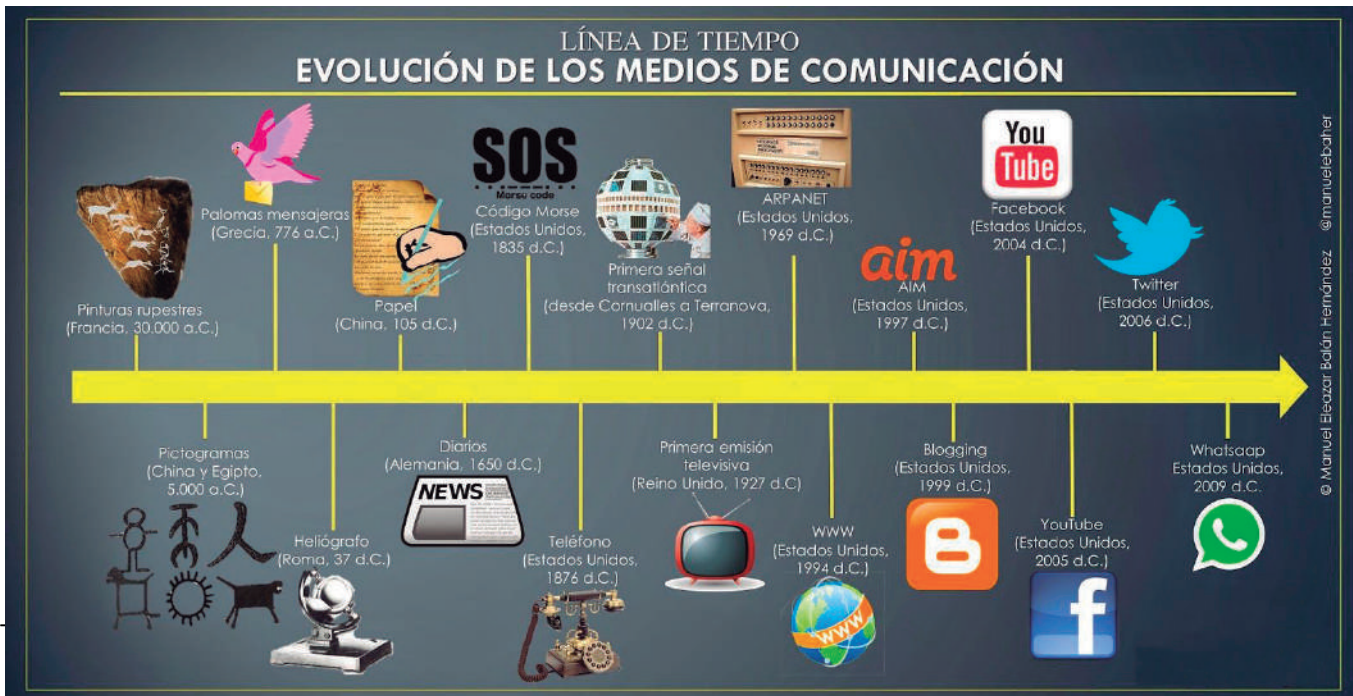 LÍNEA DE TIEMPO
EVOLUCIÓN DE LOS MEDIOS DE COMUNICACIÓN
Pinturas rupestres
(Francia, 30.000 a.C.)
Palomas mensajeras
(Grecia, 776 a.C.)
Papel
(China, 105 d.C.)
SOS
Morsu code
Código Morse
(Estados Unidos,
1835 d.C.)
Primera señal
transatlántica
(desde Cornualles a Terranova,
1902 d.C.)
ARPANET
(Estados Unidos,
1969 d.C.)
aim
AIM
(Estados Unidos,
1997 d.C.)
You
Tube
Facebook
(Estados Unidos,
2004 d.C.)
Twitter
(Estados Unidos,
2006 d.C.)
Pictogramas
(China y Egipto,
5.000 a.C.)
Heliógrafo
(Roma, 37 d.C.)
Diarios
(Alemania, 1650 d.C.)
NEWS
Teléfono
(Estados Unidos,
1876 d.C.)
Primera emisión
televisiva
(Reino Unido, 1927 d.C)
WWW
(Estados Unidos,
1994 d.C.)
WWW
Blogging
(Estados Unidos,
1999 d.C.)
B
YouTube
(Estados Unidos,
2005 d.C.)
f
Whatsaap
Estados Unidos,
2009 d.C.
© Manuel Eleazar Balán Hernández @manuelebaher